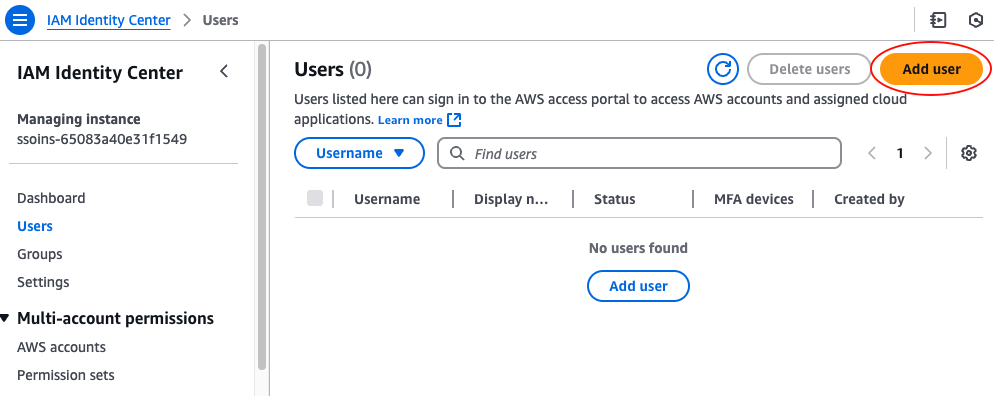 IAM Identity Center > Users
IAM Identity Center
Managing instance
ssoins-65083a40e31f1549
Dashboard
Users
Groups
Settings
Multi-account permissions
AWS accounts
Permission sets
Users (0)
Delete users
Add user
Users listed here can sign in to the AWS access portal to access AWS accounts and assigned cloud
applications. Learn more
Username
Find users
1
Username Display n... Status MFA devices Created by
No users found
Add user